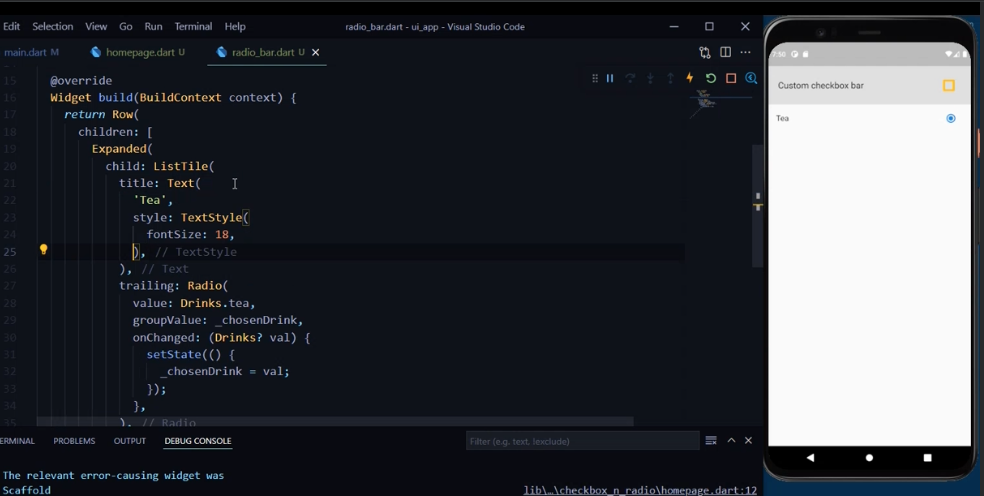 Edit Selection View Go Run Terminal Help radio_bar.dart - ui_app - Visual Studio Code
main.dart M homepage.dart U radio_bar.dart U
15 @override
16 Widget build(BuildContext context) {
17 return Row(
18 children: [
19 Expanded(
20 child: ListTile(
21 title: Text(
22 'Tea',
23 style: TextStyle(
24 fontSize: 18,
25 ), // TextStyle
26 ), // Text
27 trailing: Radio(
28 value: Drinks.tea,
29 groupValue: _chosenDrink,
30 onChanged: (Drinks? val) {
31 setState(() {
32 _chosenDrink = val;
33 });
34 },
35 ), // Radio
ERMINAL PROBLEMS OUTPUT DEBUG CONSOLE Filter (e.g. text, !exclude)
The relevant error-causing widget was
Scaffold lib\…\checkbox_n_radio\homepage.dart:12
7:50
Custom checkbox bar
Tea